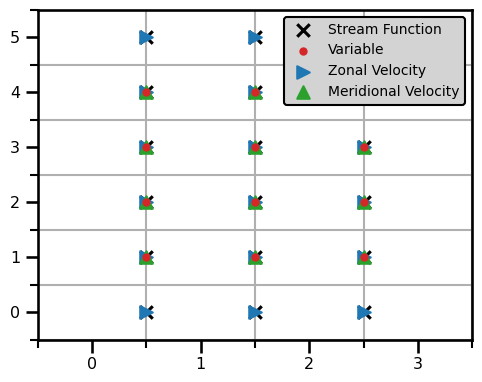 Stream Function
Variable
Zonal Velocity
Meridional Velocity
5
4
3
2
1
0
0 1 2 3